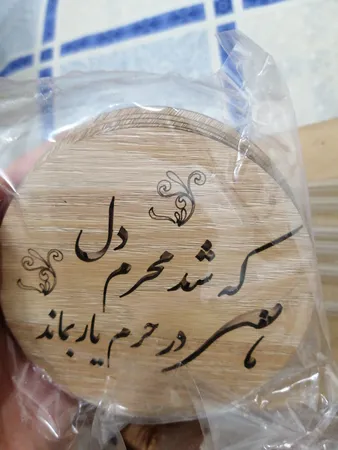 هر که شد محرم دل
در حرم یار بماند